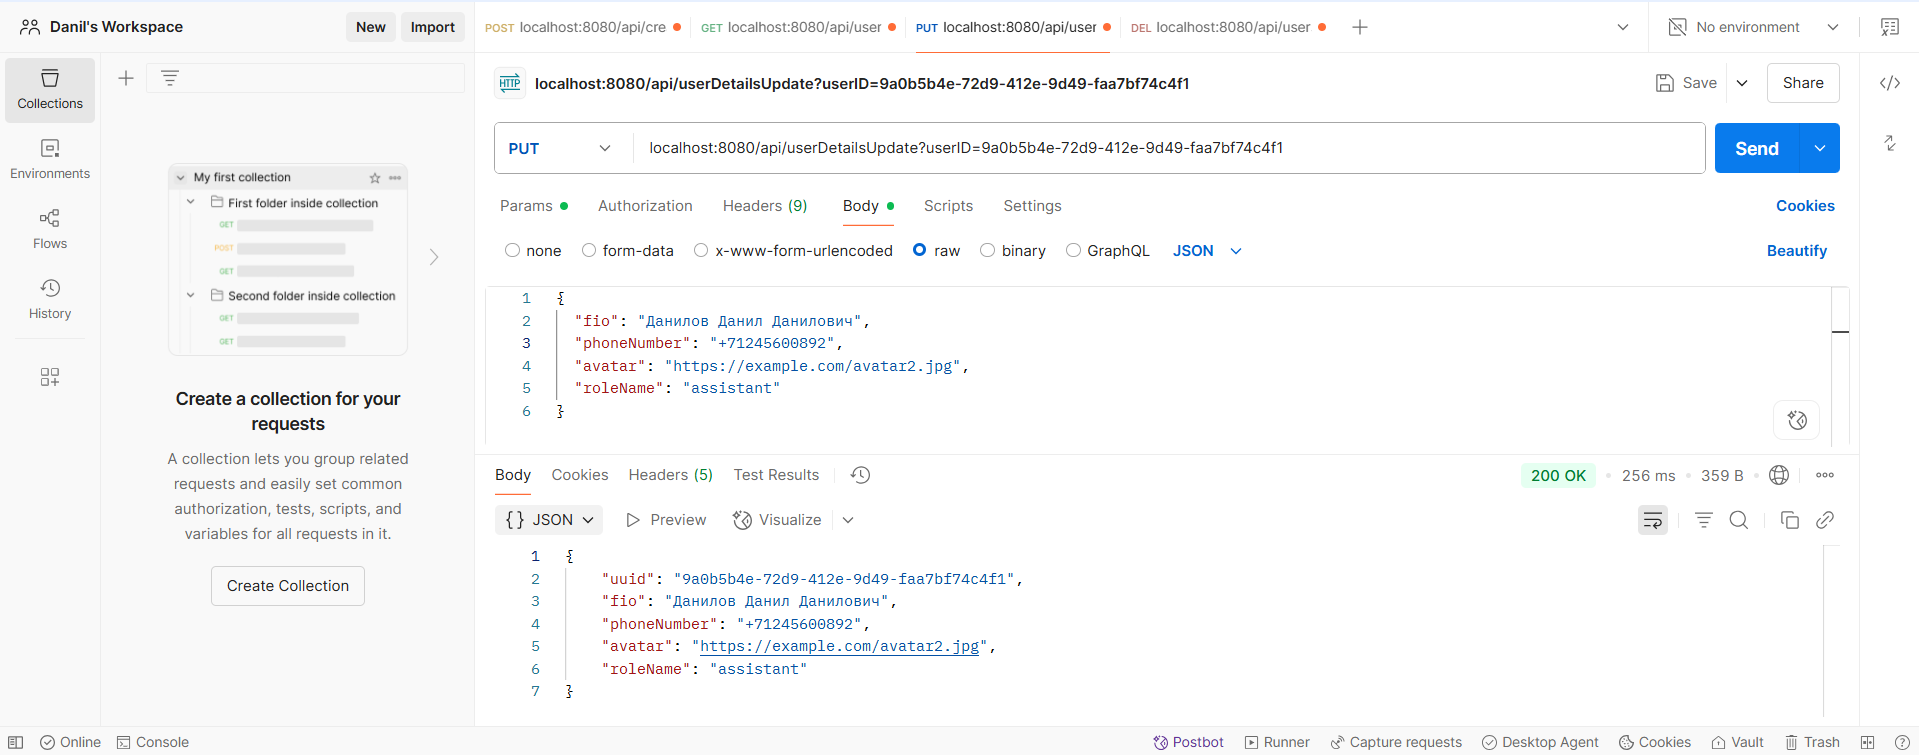 Danil's Workspace
New
Import
POST localhost:8080/api/cre
GET localhost:8080/api/user
PUT localhost:8080/api/user
DEL localhost:8080/api/user
No environment
Collections
Environments
Flows
History
My first collection
First folder inside collection
GET
POST
GET
Second folder inside collection
GET
GET
Create a collection for your
requests
A collection lets you group related
requests and easily set common
authorization, tests, scripts, and
variables for all requests in it.
Create Collection
HTTP localhost:8080/api/userDetailsUpdate?userID=9a0b5b4e-72d9-412e-9d49-faa7bf74c4f1
Save
Share
PUT
localhost:8080/api/userDetailsUpdate?userID=9a0b5b4e-72d9-412e-9d49-faa7bf74c4f1
Send
Params
Authorization
Headers (9)
Body
Scripts
Settings
Cookies
none
form-data
x-www-form-urlencoded
raw
binary
GraphQL
JSON
Beautify
1 {
2 "fio": "Данилов Данил Данилович",
3 "phoneNumber": "+71245600892",
4 "avatar": "https://example.com/avatar2.jpg",
5 "roleName": "assistant"
6 }
Body
Cookies
Headers (5)
Test Results
200 OK
256 ms
359 B
{} JSON
Preview
Visualize
1 {
2 "uuid": "9a0b5b4e-72d9-412e-9d49-faa7bf74c4f1",
3 "fio": "Данилов Данил Данилович",
4 "phoneNumber": "+71245600892",
5 "avatar": "https://example.com/avatar2.jpg",
6 "roleName": "assistant"
7 }
Online
Console
Postbot
Runner
Capture requests
Desktop Agent
Cookies
Vault
Trash